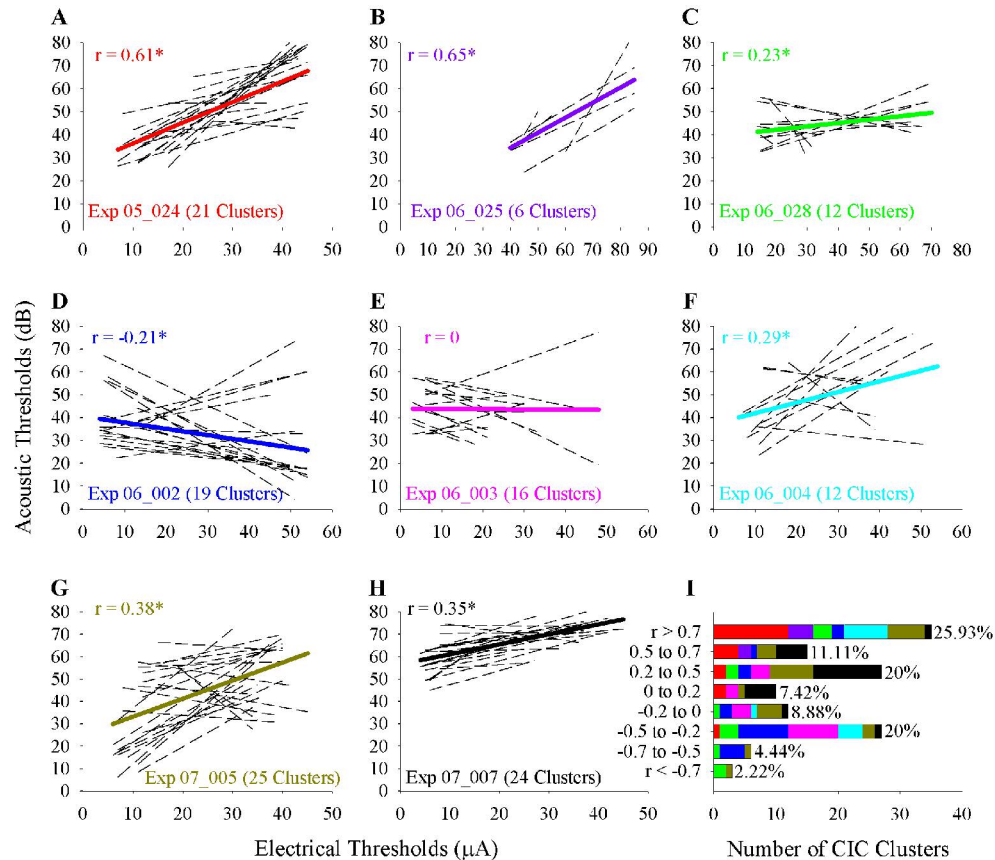 A
B
C
r = 0.61*
r = 0.65*
r = 0.23*
80
70
60
50
40
30
20
10
0
80
70
60
50
40
30
20
10
0
80
70
60
50
40
30
20
10
0
Exp 05_024 (21 Clusters)
Exp 06_025 (6 Clusters)
Exp 06_028 (12 Clusters)
0 10 20 30 40 50
0 10 20 30 40 50 60 70 80 90
0 10 20 30 40 50 60 70 80
Acoustic Thresholds (dB)
D
E
F
r = -0.21*
r = 0
r = 0.29*
80
70
60
50
40
30
20
10
0
80
70
60
50
40
30
20
10
0
80
70
60
50
40
30
20
10
0
Exp 06_002 (19 Clusters)
Exp 06_003 (16 Clusters)
Exp 06_004 (12 Clusters)
0 10 20 30 40 50 60
0 10 20 30 40 50 60
0 10 20 30 40 50 60
G
H
I
r = 0.38*
r = 0.35*
80
70
60
50
40
30
20
10
0
80
70
60
50
40
30
20
10
0
Exp 07_005 (25 Clusters)
Exp 07_007 (24 Clusters)
0 10 20 30 40 50
0 10 20 30 40 50
r > 0.7 25.93%
0.5 to 0.7 11.11%
0.2 to 0.5 20%
0 to 0.2 7.42%
-0.2 to 0 8.88%
-0.5 to -0.2 20%
-0.7 to -0.5 4.44%
r < -0.7 2.22%
0 10 20 30 40
Electrical Thresholds (µA)
Number of CIC Clusters